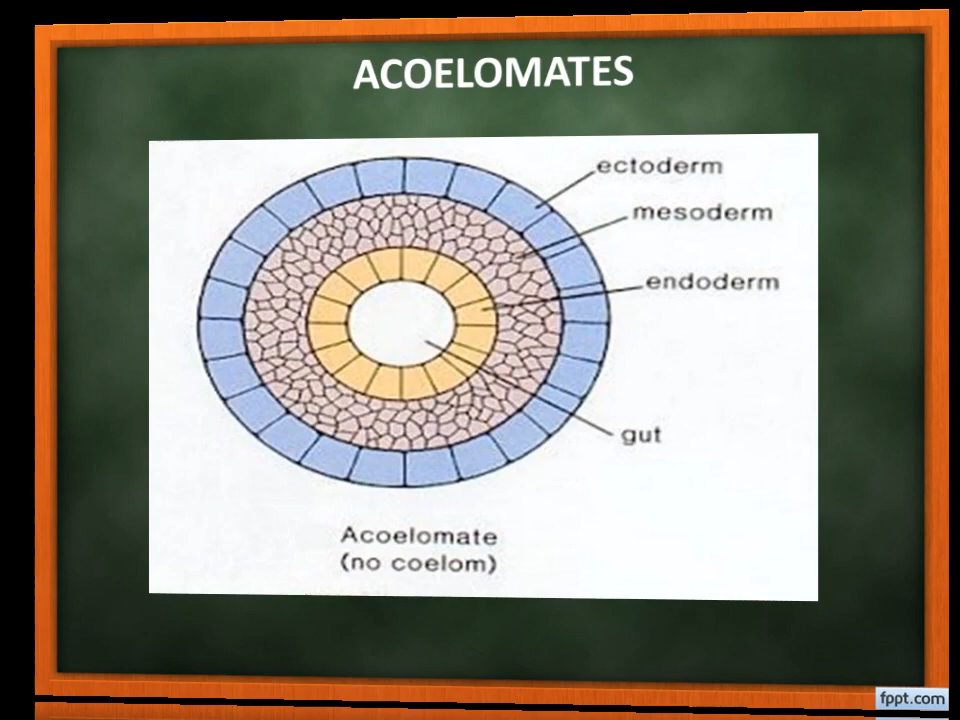 ACOELOMATES
ectoderm
mesoderm
endoderm
gut
Acoelomate
(no coelom)
fppt.com